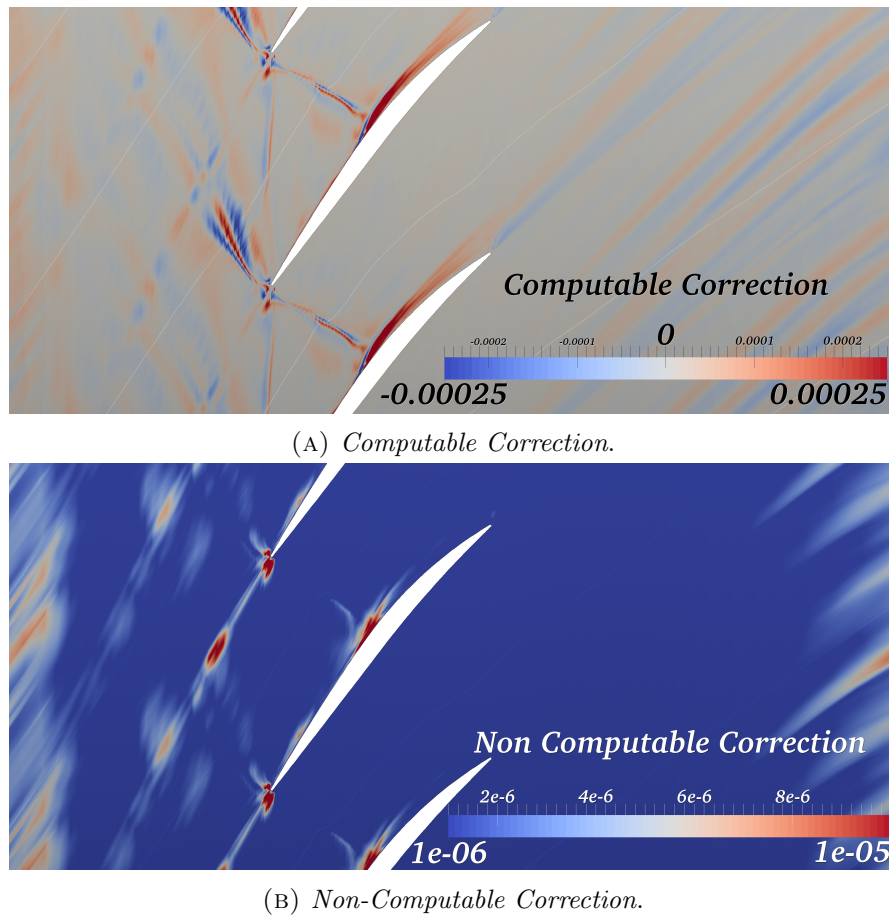 Computable Correction
-0.0002 -0.0001 0 0.0001 0.0002
-0.00025 0.00025
(A) Computable Correction.
Non Computable Correction
2e-6 4e-6 6e-6 8e-6
1e-06 1e-05
(B) Non-Computable Correction.